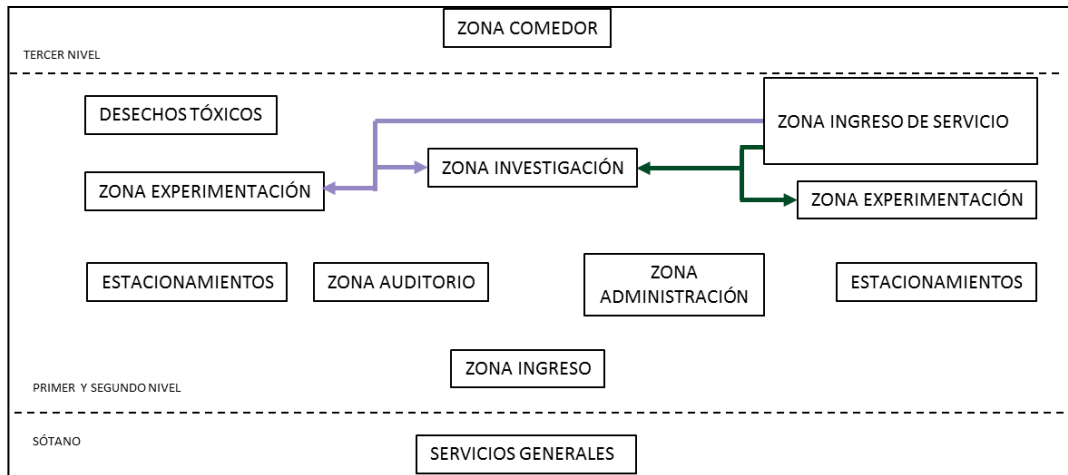 ZONA COMEDOR
TERCER NIVEL
DESECHOS TÓXICOS
ZONA INGRESO DE SERVICIO
ZONA INVESTIGACIÓN
ZONA EXPERIMENTACIÓN
ZONA EXPERIMENTACIÓN
ESTACIONAMIENTOS
ZONA AUDITORIO
ZONA
ADMINISTRACIÓN
ESTACIONAMIENTOS
ZONA INGRESO
PRIMER Y SEGUNDO NIVEL
SÓTANO
SERVICIOS GENERALES